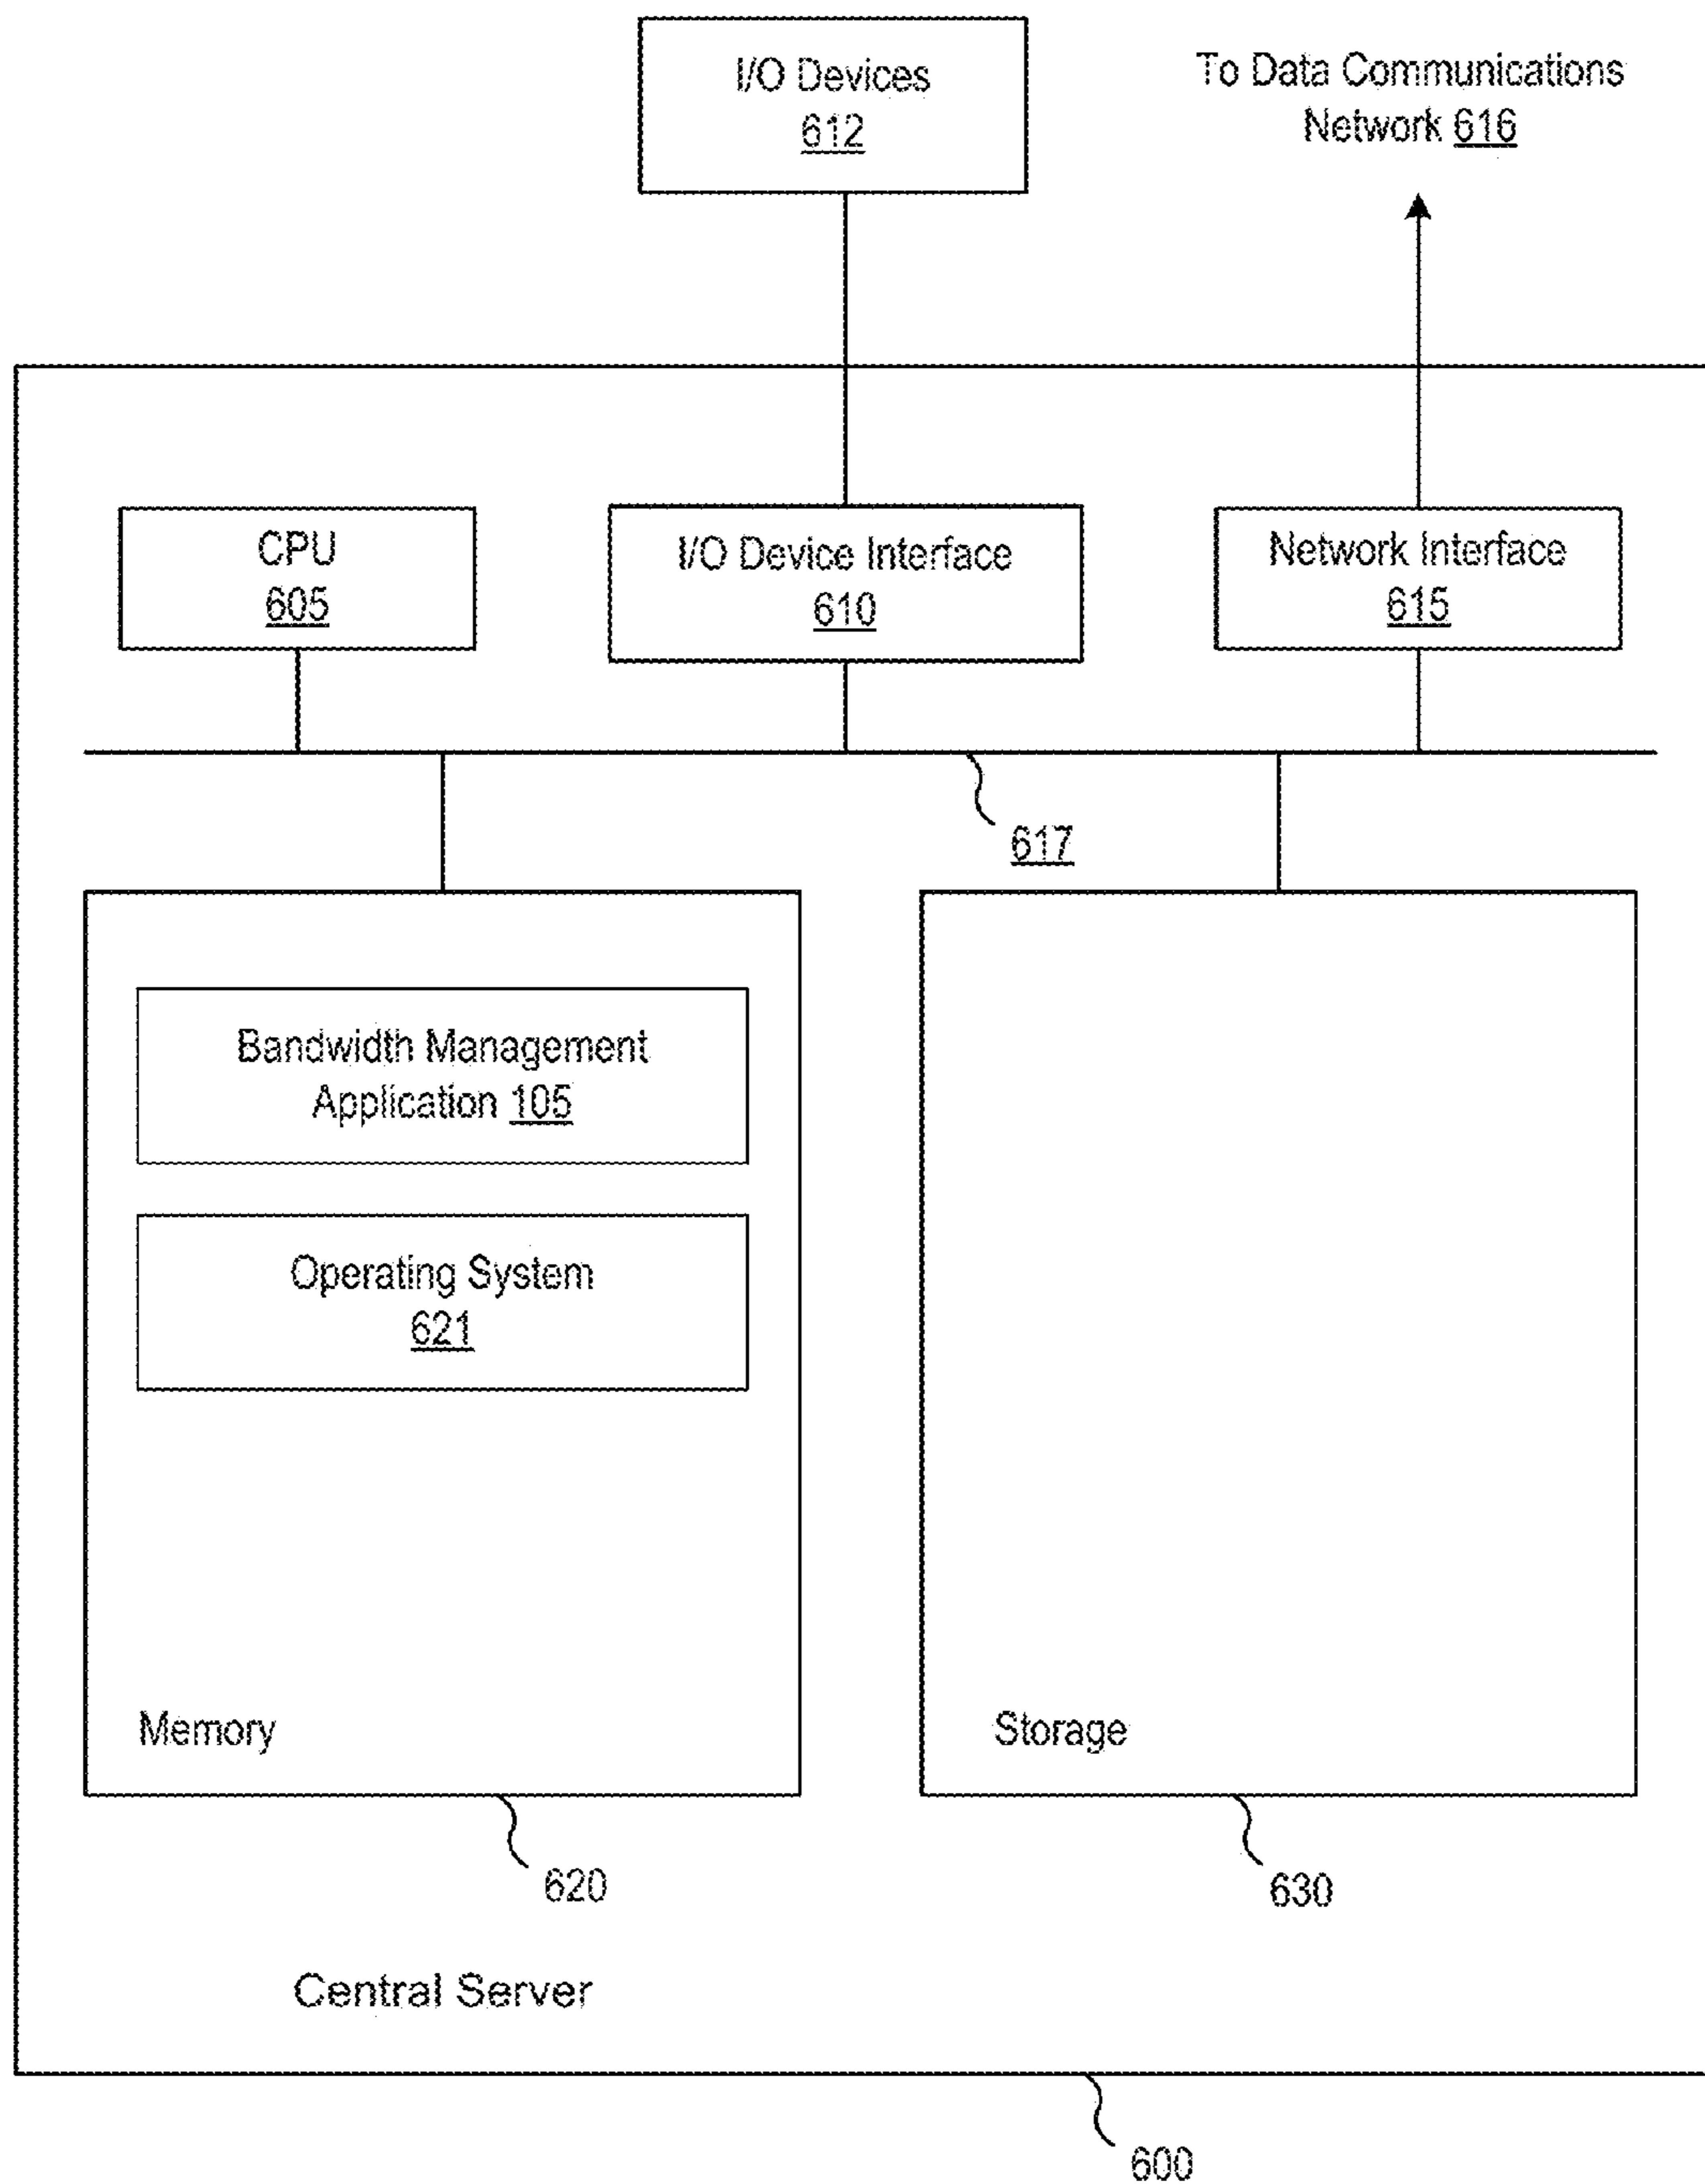 I/O Devices
612
To Data Communications
Network 616
CPU
605
I/O Device Interface
610
Network Interface
615
617
Bandwidth Management
Application 105
Operating System
621
Memory
Storage
620
630
Central Server
600